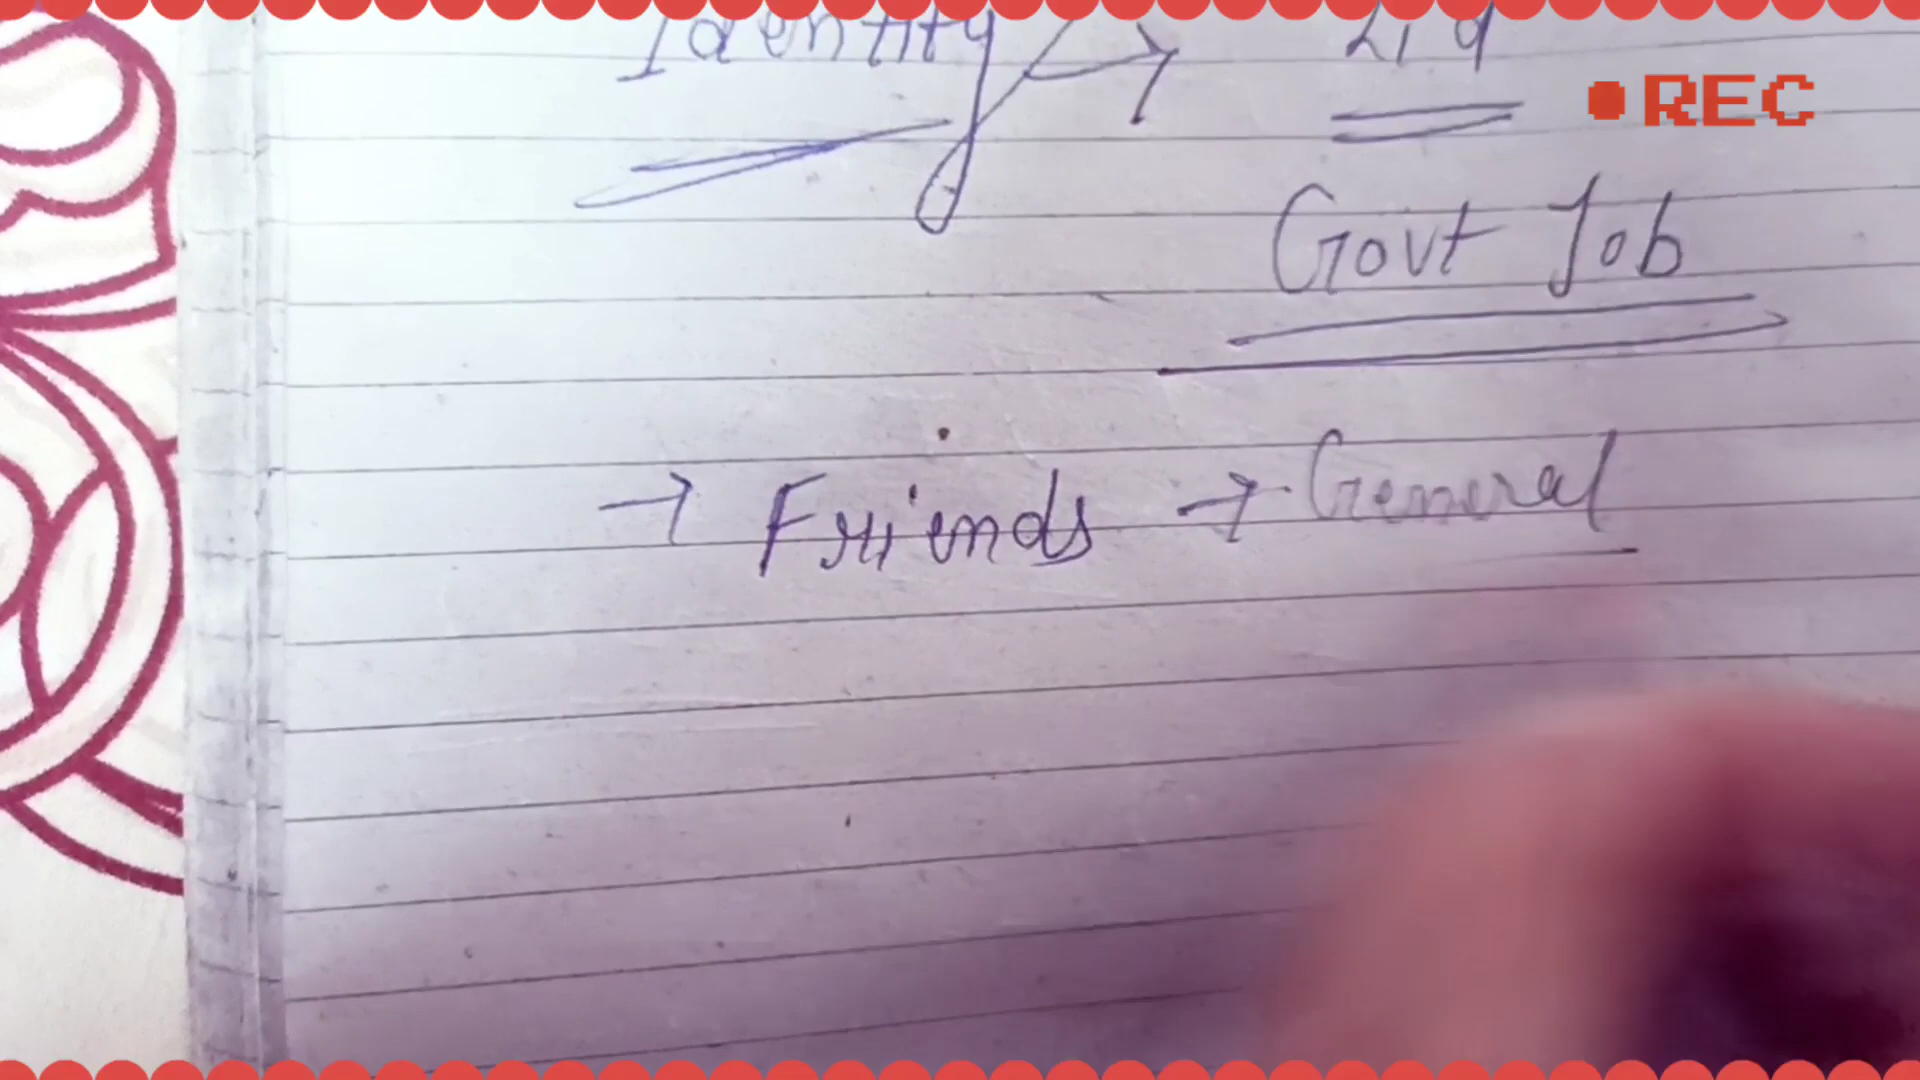 Identity →
REC
Govt Job
→ Friends → General